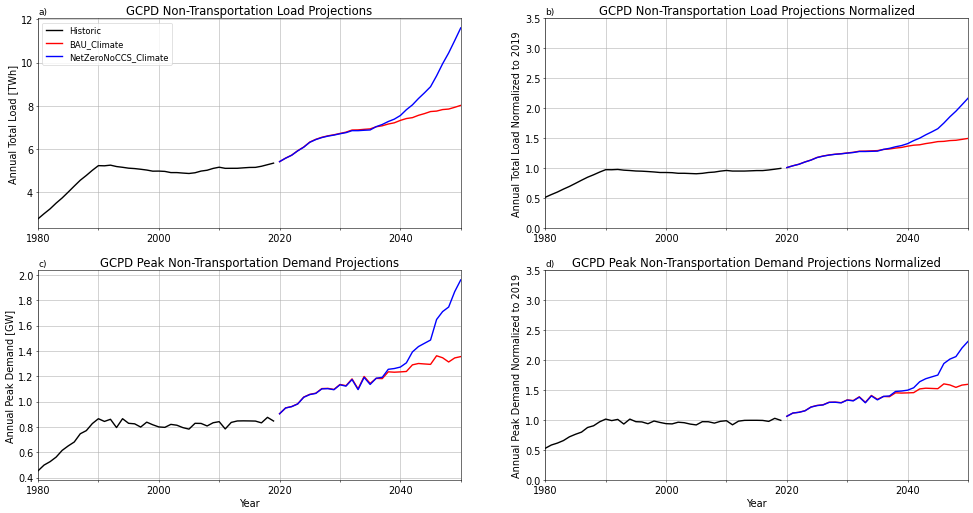 a)
GCPD Non-Transportation Load Projections
Annual Total Load [TWh]
12
10
8
6
4
Historic
BAU_Climate
NetZeroNoCCS_Climate
1980
2000
2020
2040
b)
GCPD Non-Transportation Load Projections Normalized
Annual Total Load Normalized to 2019
3.5
3.0
2.5
2.0
1.5
1.0
0.5
0.0
1980
2000
2020
2040
c)
GCPD Peak Non-Transportation Demand Projections
Annual Peak Demand [GW]
2.0
1.8
1.6
1.4
1.2
1.0
0.8
0.6
0.4
1980
2000
2020
2040
Year
d)
GCPD Peak Non-Transportation Demand Projections Normalized
Annual Peak Demand Normalized to 2019
3.5
3.0
2.5
2.0
1.5
1.0
0.5
0.0
1980
2000
2020
2040
Year